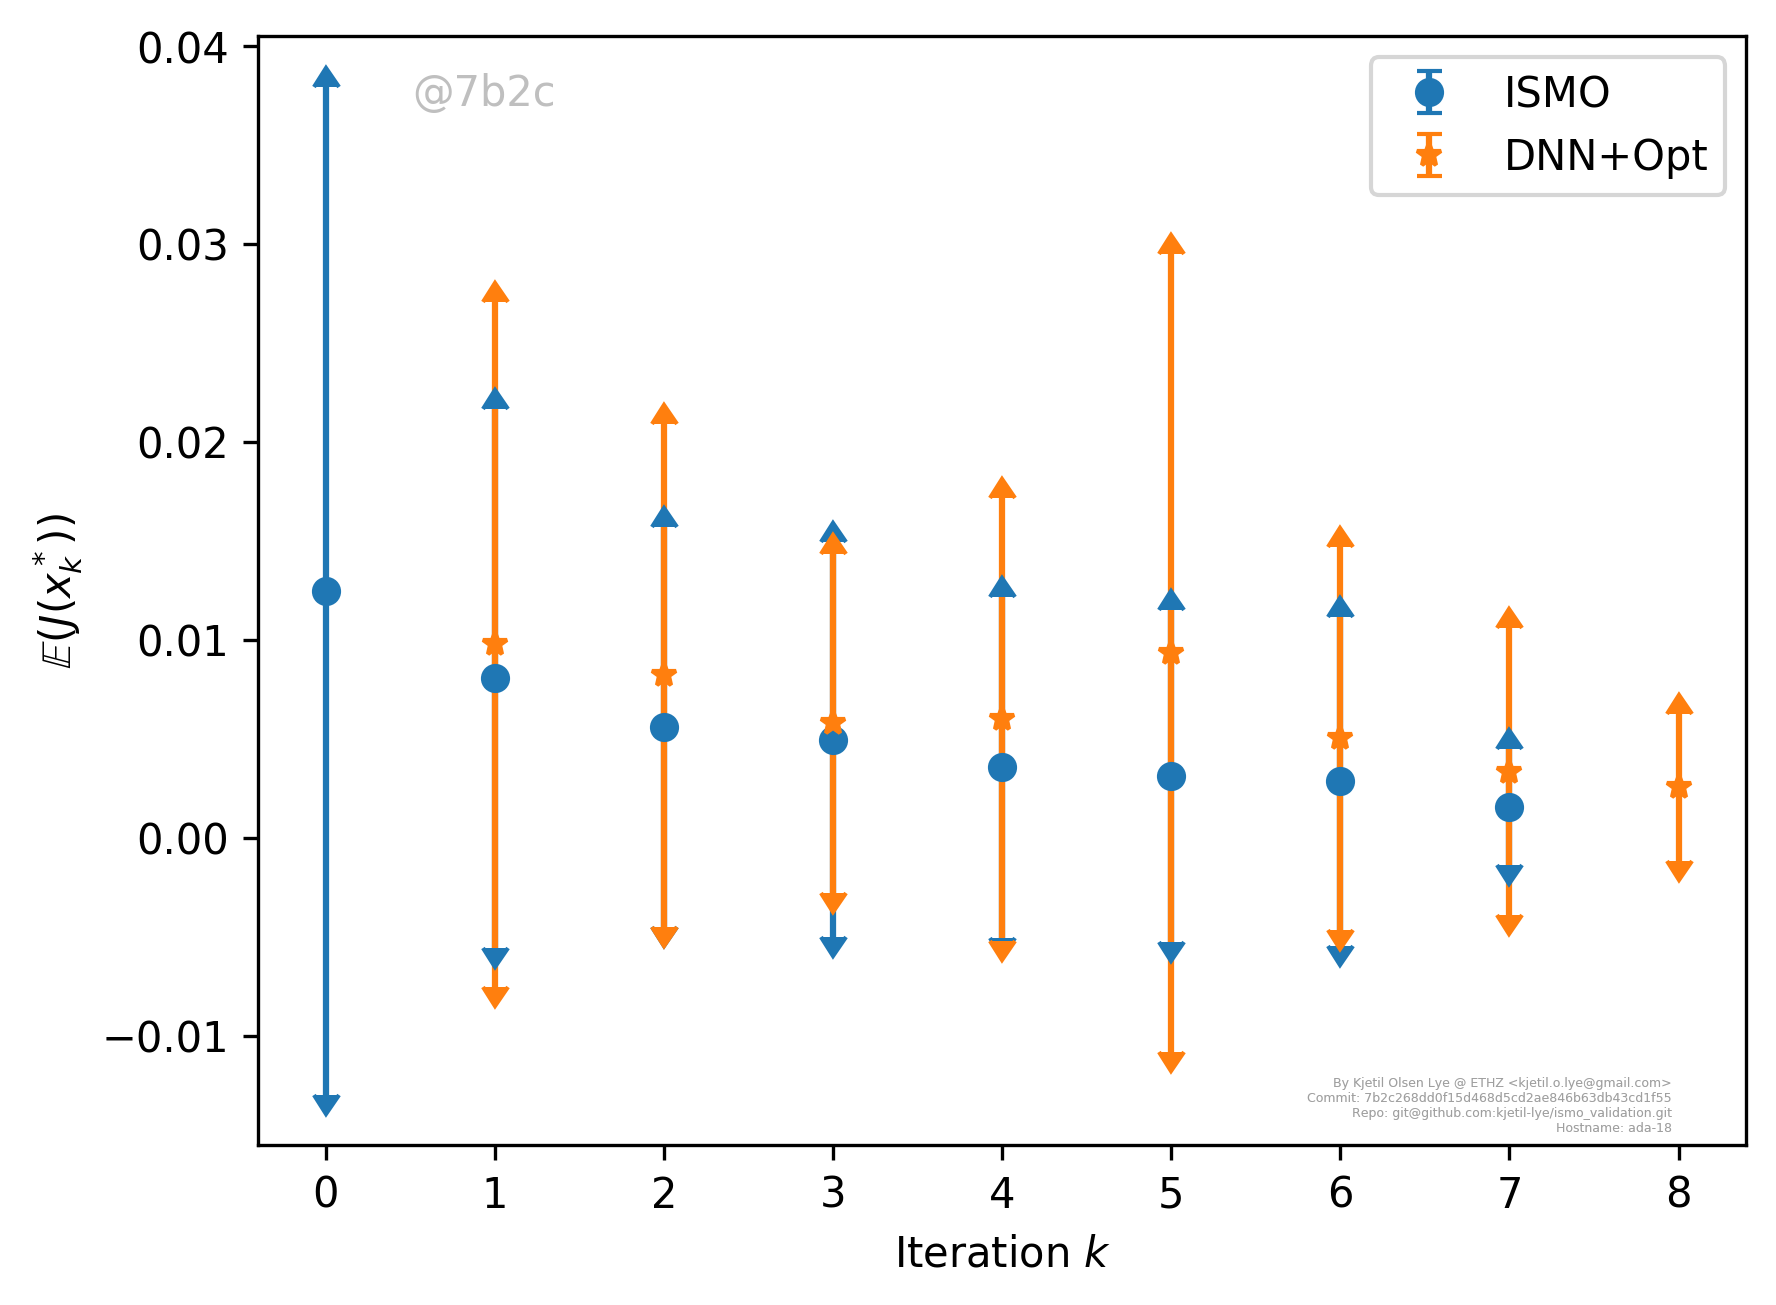 @7b2c
ISMO
DNN+Opt
0.04
0.03
0.02
0.01
0.00
−0.01
𝔼(J(x*k))
0 1 2 3 4 5 6 7 8
Iteration k
By Kjetil Olsen Lye @ ETHZ <kjetil.o.lye@gmail.com>
Commit: 7b2c268dd0f15d468d5cd2ae846b63db43cd1f55
Repo: git@github.com:kjetil-lye/ismo_validation.git
Hostname: ada-18